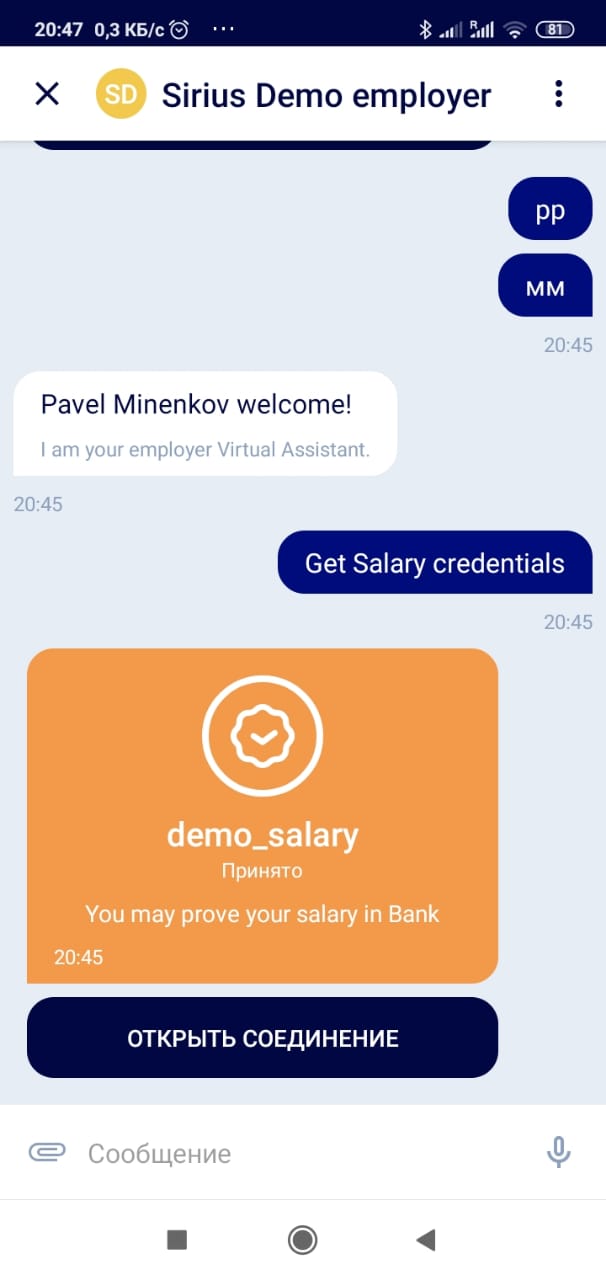 20:47 0,3 КБ/с ... R 81
SD Sirius Demo employer
pp
мм
20:45
Pavel Minenkov welcome!
I am your employer Virtual Assistant.
20:45
Get Salary credentials
20:45
demo_salary
Принято
You may prove your salary in Bank
20:45
ОТКРЫТЬ СОЕДИНЕНИЕ
Сообщение